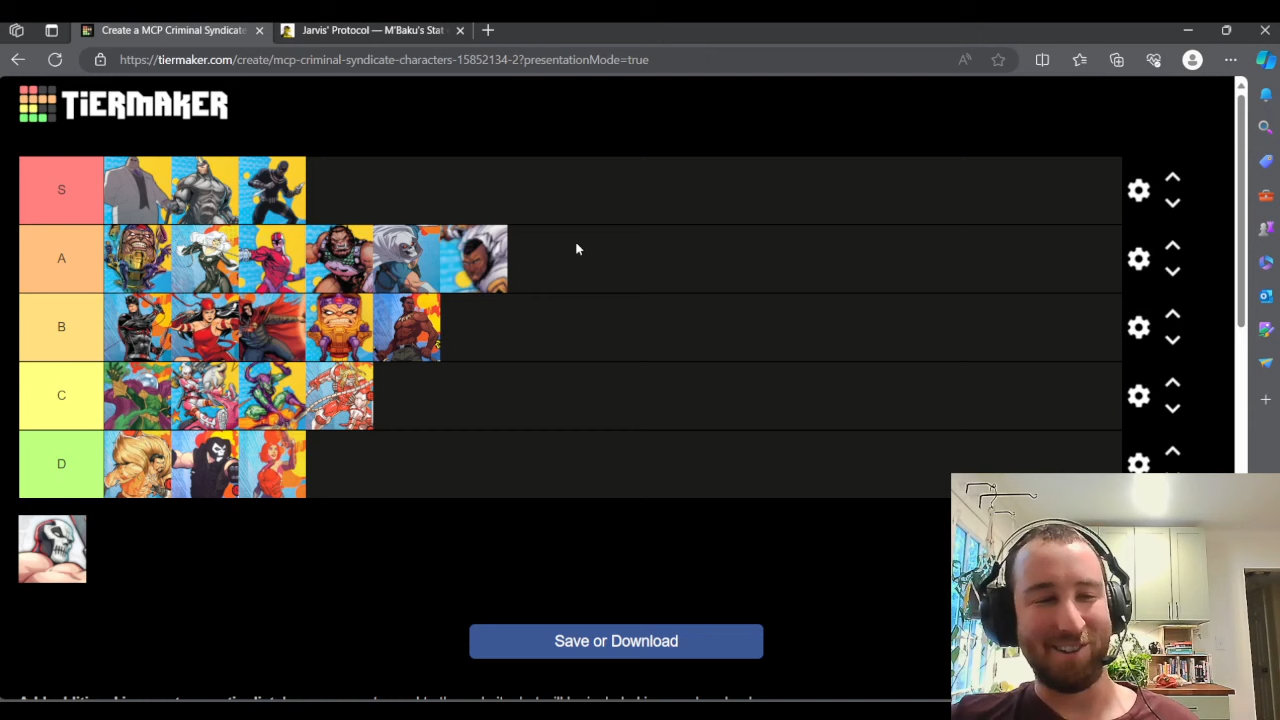 Create a MCP Criminal Syndicate
Jarvis' Protocol — M'Baku's Stat
https://tiermaker.com/create/mcp-criminal-syndicate-characters-15852134-2?presentationMode=true
TiERMAKER
S
A
B
C
D
Save or Download